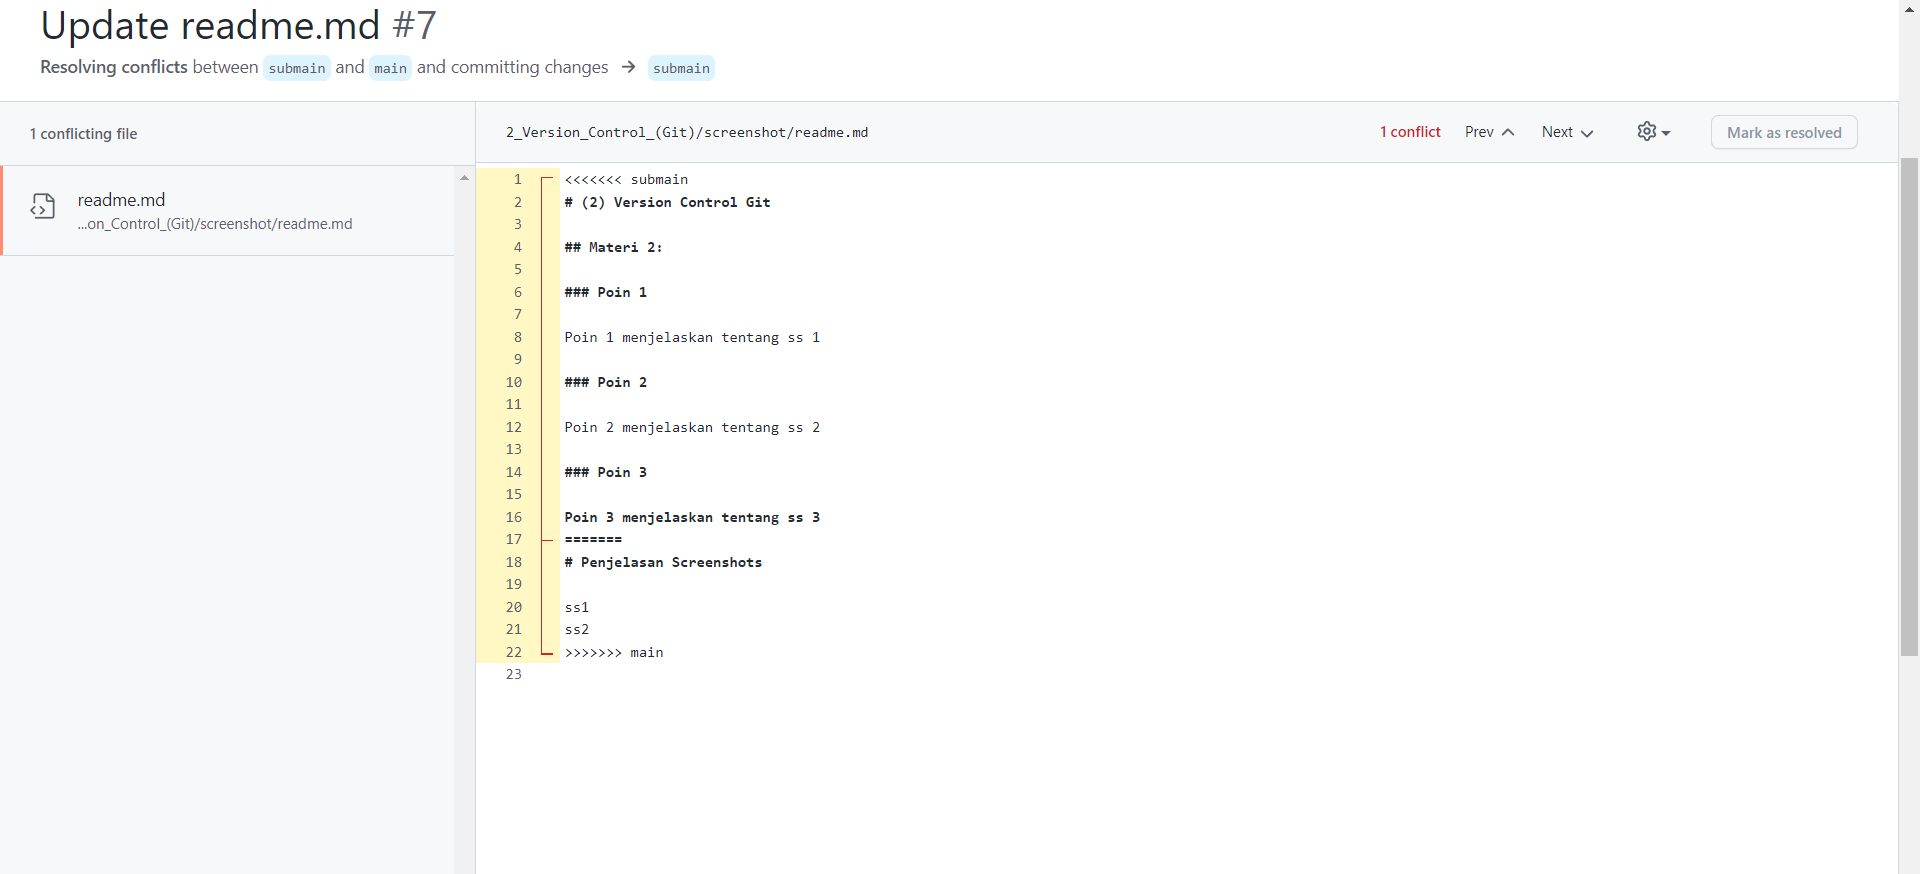 Update readme.md #7
Resolving conflicts between submain and main and committing changes → submain
1 conflicting file
readme.md
...on_Control_(Git)/screenshot/readme.md
2_Version_Control_(Git)/screenshot/readme.md
1 conflict Prev Next Mark as resolved
1 <<<<<<< submain
2 # (2) Version Control Git
3
4 ## Materi 2:
5
6 ### Poin 1
7
8 Poin 1 menjelaskan tentang ss 1
9
10 ### Poin 2
11
12 Poin 2 menjelaskan tentang ss 2
13
14 ### Poin 3
15
16 Poin 3 menjelaskan tentang ss 3
17 =======
18 # Penjelasan Screenshots
19
20 ss1
21 ss2
22 >>>>>>> main
23